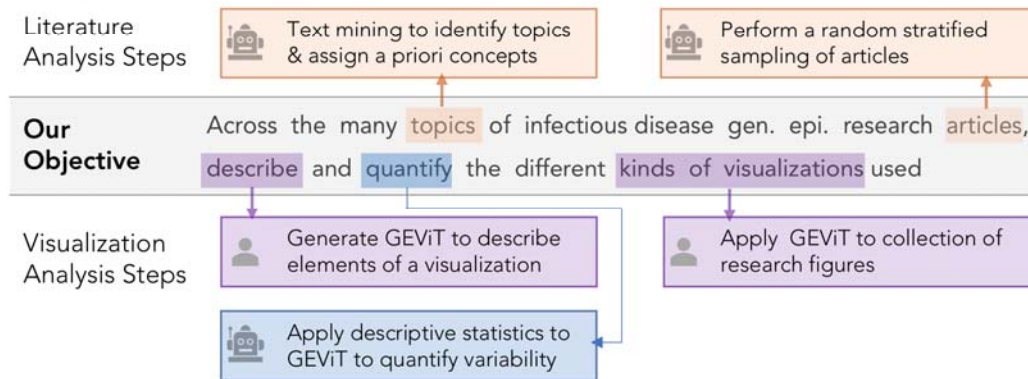 Literature
Analysis Steps
Text mining to identify topics
& assign a priori concepts
Perform a random stratified
sampling of articles
Our
Objective
Across the many topics of infectious disease gen. epi. research articles,
describe and quantify the different kinds of visualizations used
Visualization
Analysis Steps
Generate GEViT to describe
elements of a visualization
Apply GEViT to collection of
research figures
Apply descriptive statistics to
GEViT to quantify variability